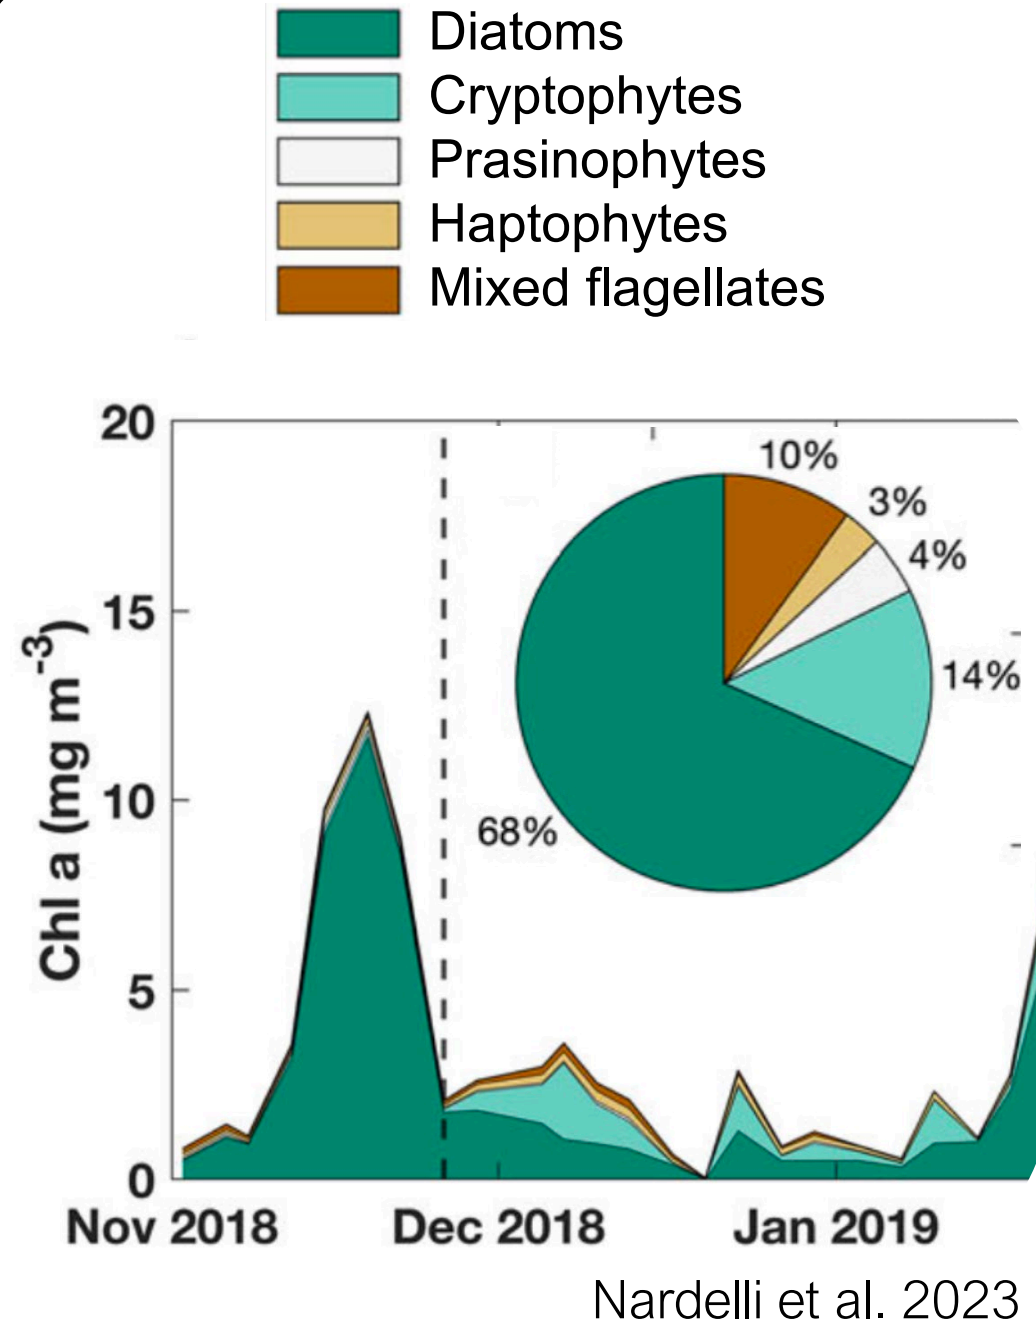 Diatoms
Cryptophytes
Prasinophytes
Haptophytes
Mixed flagellates
20
15
10
5
0
Chl a (mg m⁻³)
10%
3%
4%
14%
68%
Nov 2018 Dec 2018 Jan 2019
Nardelli et al. 2023